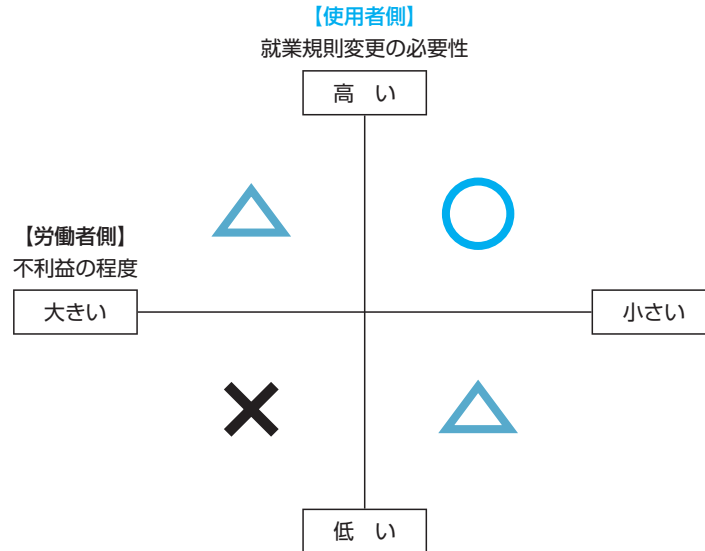 【使用者側】
就業規則変更の必要性
高 い
【労働者側】
不利益の程度
大きい
小さい
低 い